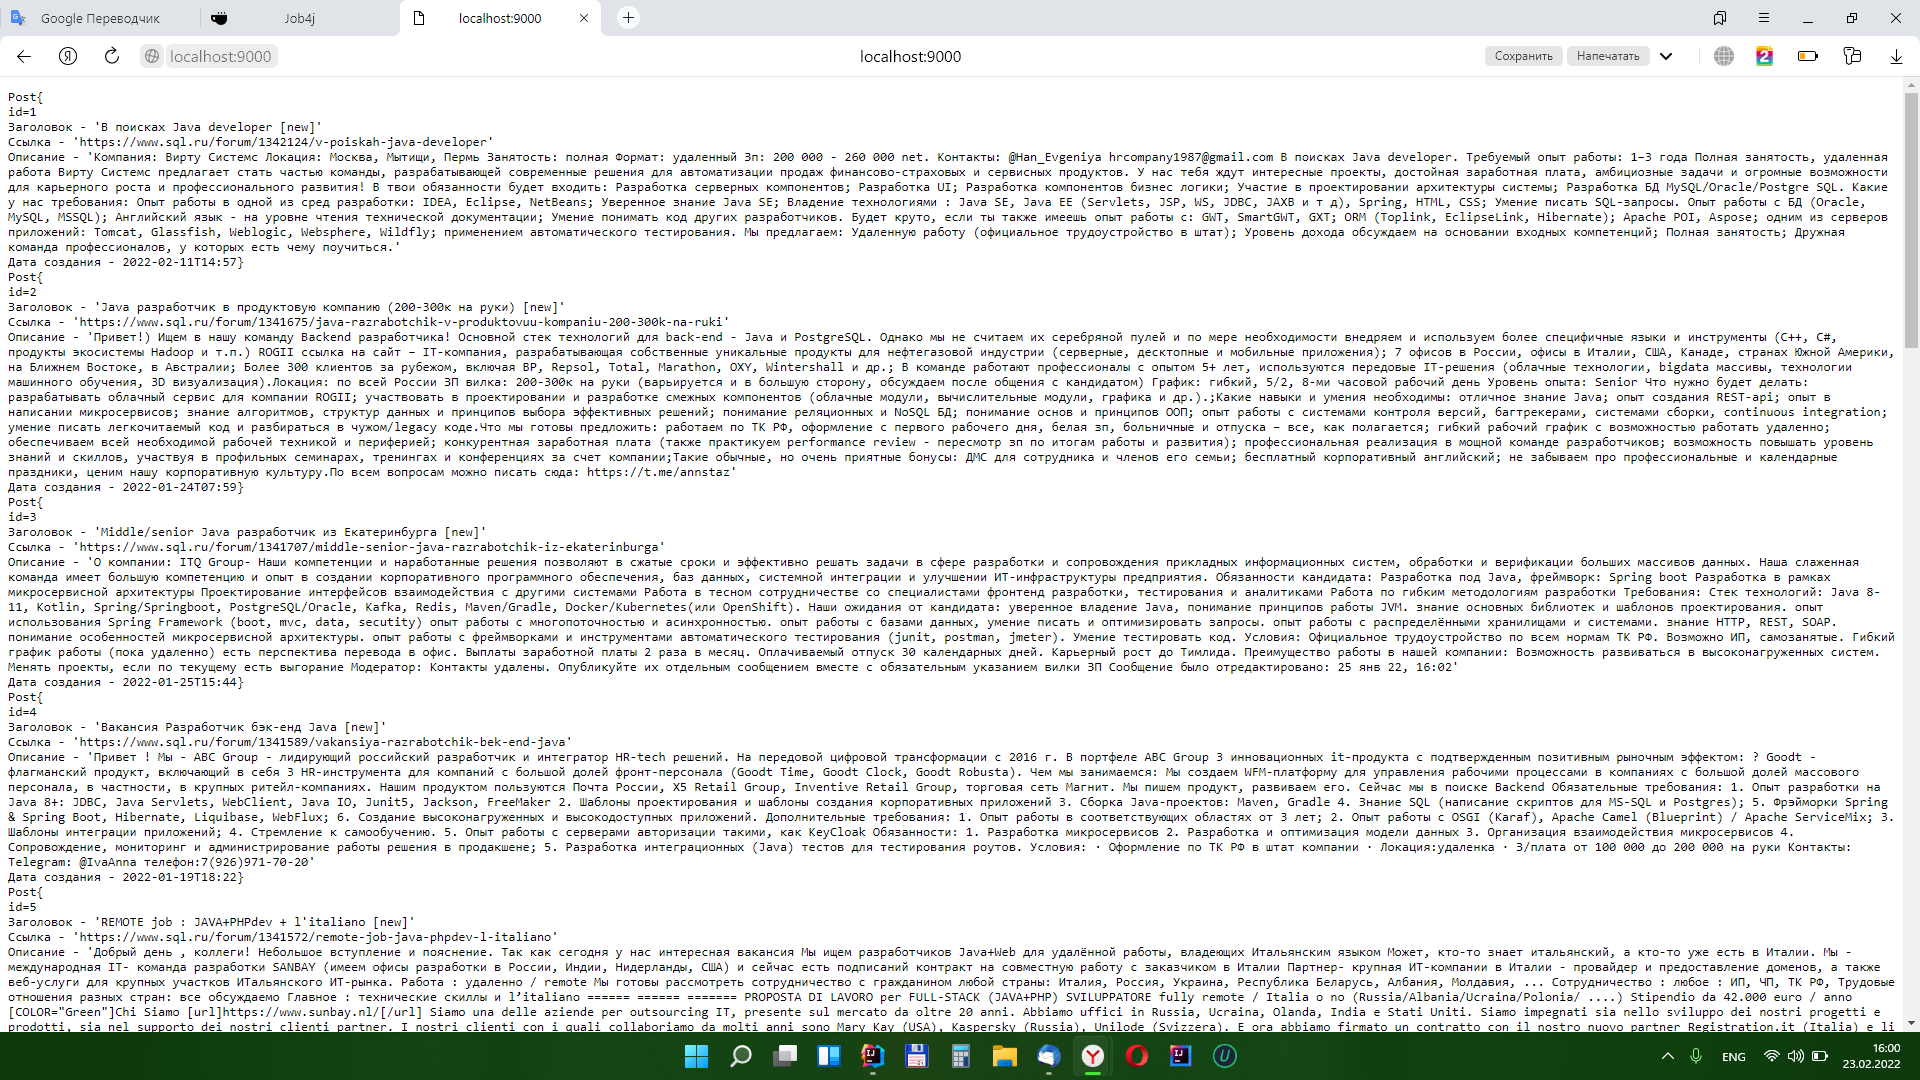 Google Переводчик
Job4j
localhost:9000
localhost:9000
localhost:9000
Сохранить
Напечатать
Post{
id=1
Заголовок - 'В поисках Java developer [new]'
Ссылка - 'https://www.sql.ru/forum/1342124/v-poiskah-java-developer'
Описание - 'Компания: Вирту Системс Локация: Москва, Мытищи, Пермь Занятость: полная Формат: удаленный Зп: 200 000 - 260 000 net. Контакты: @Han_Evgeniya hrcompany1987@gmail.com В поисках Java developer. Требуемый опыт работы: 1–3 года Полная занятость, удаленная
работа Вирту Системс предлагает стать частью команды, разрабатывающей современные решения для автоматизации продаж финансово-страховых и сервисных продуктов. У нас тебя ждут интересные проекты, достойная заработная плата, амбициозные задачи и огромные возможности
для карьерного роста и профессионального развития! В твои обязанности будет входить: Разработка серверных компонентов; Разработка UI; Разработка компонентов бизнес логики; Участие в проектировании архитектуры системы; Разработка БД MySQL/Oracle/Postgre SQL. Какие
у нас требования: Опыт работы в одной из сред разработки: IDEA, Eclipse, NetBeans; Уверенное знание Java SE; Владение технологиями : Java SE, Java EE (Servlets, JSP, WS, JDBC, JAXB и т д), Spring, HTML, CSS; Умение писать SQL-запросы. Опыт работы с БД (Oracle,
MySQL, MSSQL); Английский язык - на уровне чтения технической документации; Умение понимать код других разработчиков. Будет круто, если ты также имеешь опыт работы с: GWT, SmartGWT, GXT; ORM (Toplink, EclipseLink, Hibernate); Apache POI, Aspose; одним из серверов
приложений: Tomcat, Glassfish, Weblogic, Websphere, Wildfly; применением автоматического тестирования. Мы предлагаем: Удаленную работу (официальное трудоустройство в штат); Уровень дохода обсуждаем на основании входных компетенций; Полная занятость; Дружная
команда профессионалов, у которых есть чему поучиться.'
Дата создания - 2022-02-11T14:57}
Post{
id=2
Заголовок - 'Java разработчик в продуктовую компанию (200-300к на руки) [new]'
Ссылка - 'https://www.sql.ru/forum/1341675/java-razrabotchik-v-produktovuu-kompaniu-200-300k-na-ruki'
Описание - 'Привет!) Ищем в нашу команду Backend разработчика! Основной стек технологий для back-end - Java и PostgreSQL. Однако мы не считаем их серебряной пулей и по мере необходимости внедряем и используем более специфичные языки и инструменты (C++, C#,
продукты экосистемы Hadoop и т.п.) ROGII ссылка на сайт – IT-компания, разрабатывающая собственные уникальные продукты для нефтегазовой индустрии (серверные, десктопные и мобильные приложения); 7 офисов в России, офисы в Италии, США, Канаде, странах Южной Америки,
на Ближнем Востоке, в Австралии; Более 300 клиентов за рубежом, включая BP, Repsol, Total, Marathon, OXY, Wintershall и др.; В команде работают профессионалы с опытом 5+ лет, используются передовые IT-решения (облачные технологии, bigdata массивы, технологии
машинного обучения, 3D визуализация).Локация: по всей России ЗП вилка: 200-300к на руки (варьируется и в большую сторону, обсуждаем после общения с кандидатом) График: гибкий, 5/2, 8-ми часовой рабочий день Уровень опыта: Senior Что нужно будет делать:
разрабатывать облачный сервис для компании ROGII; участвовать в проектировании и разработке смежных компонентов (облачные модули, вычислительные модули, графика и др.).;Какие навыки и умения необходимы: отличное знание Java; опыт создания REST-api; опыт в
написании микросервисов; знание алгоритмов, структур данных и принципов выбора эффективных решений; понимание реляционных и NoSQL БД; понимание основ и принципов ООП; опыт работы с системами контроля версий, багтрекерами, системами сборки, continuous integration;
умение писать легкочитаемый код и разбираться в чужом/legacy коде.Что мы готовы предложить: работаем по ТК РФ, оформление с первого рабочего дня, белая зп, больничные и отпуска – все, как полагается; гибкий рабочий график с возможностью работать удаленно;
обеспечиваем всей необходимой рабочей техникой и периферией; конкурентная заработная плата (также практикуем performance review - пересмотр зп по итогам работы и развития); профессиональная реализация в мощной команде разработчиков; возможность повышать уровень
знаний и скиллов, участвуя в профильных семинарах, тренингах и конференциях за счет компании;Такие обычные, но очень приятные бонусы: ДМС для сотрудника и членов его семьи; бесплатный корпоративный английский; не забываем про профессиональные и календарные
праздники, ценим нашу корпоративную культуру.По всем вопросам можно писать сюда: https://t.me/annstaz'
Дата создания - 2022-01-24T07:59}
Post{
id=3
Заголовок - 'Middle/senior Java разработчик из Екатеринбурга [new]'
Ссылка - 'https://www.sql.ru/forum/1341707/middle-senior-java-razrabotchik-iz-ekaterinburga'
Описание - 'О компании: ITQ Group- Наши компетенции и наработанные решения позволяют в сжатые сроки и эффективно решать задачи в сфере разработки и сопровождения прикладных информационных систем, обработки и верификации больших массивов данных. Наша слаженная
команда имеет большую компетенцию и опыт в создании корпоративного программного обеспечения, баз данных, системной интеграции и улучшении ИТ-инфраструктуры предприятия. Обязанности кандидата: Разработка под Java, фреймворк: Spring boot Разработка в рамках
микросервисной архитектуры Проектирование интерфейсов взаимодействия с другими системами Работа в тесном сотрудничестве со специалистами фронтенд разработки, тестирования и аналитиками Работа по гибким методологиям разработки Требования: Стек технологий: Java 8-
11, Kotlin, Spring/Springboot, PostgreSQL/Oracle, Kafka, Redis, Maven/Gradle, Docker/Kubernetes(или OpenShift). Наши ожидания от кандидата: уверенное владение Java, понимание принципов работы JVM. знание основных библиотек и шаблонов проектирования. опыт
использования Spring Framework (boot, mvc, data, secutity) опыт работы с многопоточностью и асинхронностью. опыт работы с базами данных, умение писать и оптимизировать запросы. опыт работы с распределёнными хранилищами и системами. знание HTTP, REST, SOAP.
понимание особенностей микросервисной архитектуры. опыт работы с фреймворками и инструментами автоматического тестирования (junit, postman, jmeter). Умение тестировать код. Условия: Официальное трудоустройство по всем нормам ТК РФ. Возможно ИП, самозанятые. Гибкий
график работы (пока удаленно) есть перспектива перевода в офис. Выплаты заработной платы 2 раза в месяц. Оплачиваемый отпуск 30 календарных дней. Карьерный рост до Тимлида. Преимущество работы в нашей компании: Возможность развиваться в высоконагруженных систем.
Менять проекты, если по текущему есть выгорание Модератор: Контакты удалены. Опубликуйте их отдельным сообщением вместе с обязательным указанием вилки ЗП Сообщение было отредактировано: 25 янв 22, 16:02'
Дата создания - 2022-01-25T15:44}
Post{
id=4
Заголовок - 'Вакансия Разработчик бэк-енд Java [new]'
Ссылка - 'https://www.sql.ru/forum/1341589/vakansiya-razrabotchik-bek-end-java'
Описание - 'Привет ! Мы - ABC Group - лидирующий российский разработчик и интегратор HR-tech решений. На передовой цифровой трансформации с 2016 г. В портфеле ABC Group 3 инновационных it-продукта с подтвержденным позитивным рыночным эффектом: ? Goodt -
флагманский продукт, включающий в себя 3 HR-инструмента для компаний с большой долей фронт-персонала (Goodt Time, Goodt Clock, Goodt Robusta). Чем мы занимаемся: Мы создаем WFM-платформу для управления рабочими процессами в компаниях с большой долей массового
персонала, в частности, в крупных ритейл-компаниях. Нашим продуктом пользуются Почта России, X5 Retail Group, Inventive Retail Group, торговая сеть Магнит. Мы пишем продукт, развиваем его. Сейчас мы в поиске Backend Обязательные требования: 1. Опыт разработки на
Java 8+: JDBC, Java Servlets, WebClient, Java IO, Junit5, Jackson, FreeMaker 2. Шаблоны проектирования и шаблоны создания корпоративных приложений 3. Сборка Java-проектов: Maven, Gradle 4. Знание SQL (написание скриптов для MS-SQL и Postgres); 5. Фрэйморки Spring
& Spring Boot, Hibernate, Liquibase, WebFlux; 6. Создание высоконагруженных и высокодоступных приложений. Дополнительные требования: 1. Опыт работы в соответствующих областях от 3 лет; 2. Опыт работы с OSGI (Karaf), Apache Camel (Blueprint) / Apache ServiceMix; 3.
Шаблоны интеграции приложений; 4. Стремление к самообучению. 5. Опыт работы с серверами авторизации такими, как KeyCloak Обязанности: 1. Разработка микросервисов 2. Разработка и оптимизация модели данных 3. Организация взаимодействия микросервисов 4.
Сопровождение, мониторинг и администрирование работы решения в продакшене; 5. Разработка интеграционных (Java) тестов для тестирования роутов. Условия: · Оформление по ТК РФ в штат компании · Локация:удаленка · З/плата от 100 000 до 200 000 на руки Контакты:
Telegram: @IvaAnna телефон:7(926)971-70-20'
Дата создания - 2022-01-19T18:22}
Post{
id=5
Заголовок - 'REMOTE job : JAVA+PHPdev + l'italiano [new]'
Ссылка - 'https://www.sql.ru/forum/1341572/remote-job-java-phpdev-l-italiano'
Описание - 'Добрый день , коллеги! Небольшое вступление и пояснение. Так как сегодня у нас интересная вакансия Мы ищем разработчиков Java+Web для удалённой работы, владеющих Итальянским языком Может, кто-то знает итальянский, а кто-то уже есть в Италии. Мы -
международная IT- команда разработки SANBAY (имеем офисы разработки в России, Индии, Нидерланды, США) и сейчас есть подписаний контракт на совместную работу с заказчиком в Италии Партнер- крупная ИТ-компании в Италии - провайдер и предоставление доменов, а также
веб-услуги для крупных участков Итальянского ИТ-рынка. Работа : удаленно / remote Мы готовы рассмотреть сотрудничество с гражданином любой страны: Италия, Россия, Украина, Республика Беларусь, Албания, Молдавия, ... Сотрудничество : любое : ИП, ЧП, ТК РФ, Трудовые
отношения разных стран: все обсуждаемо Главное : технические скиллы и l’italiano ====== ====== ======= PROPOSTA DI LAVORO per FULL-STACK (JAVA+PHP) SVILUPPATORE fully remote / Italia o no (Russia/Albania/Ucraina/Polonia/ ....) Stipendio da 42.000 euro / anno
[COLOR="Green"]Chi Siamo [url]https://www.sunbay.nl/[/url] Siamo una delle aziende per outsourcing IT, presente sul mercato da oltre 20 anni. Abbiamo uffici in Russia, Ucraina, Olanda, India e Stati Uniti. Siamo impegnati sia nello sviluppo dei nostri progetti e
prodotti, sia nel supporto dei nostri clienti partner. I nostri clienti con i quali collaboriamo da molti anni sono Mary Kay (USA), Kaspersky (Russia), Unilode (Svizzera). E ora abbiamo firmato un contratto con il nostro nuovo partner Registration.it (Italia) e li
ENG
16:00
23.02.2022